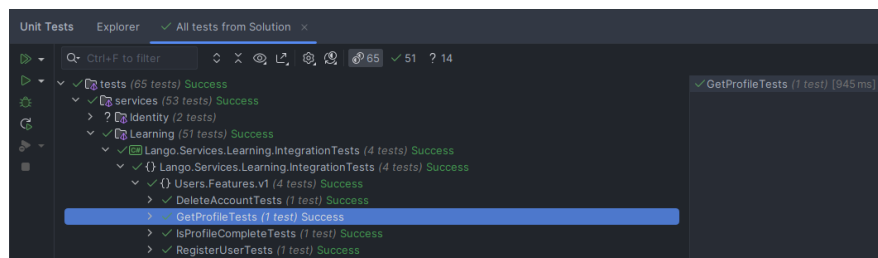 Unit Tests Explorer All tests from Solution ×
Ctrl+F to filter 65 51 ? 14
tests (65 tests) Success
GetProfileTests (1 test) [945 ms]
services (53 tests) Success
? Identity (2 tests)
Learning (51 tests) Success
C# Lango.Services.Learning.IntegrationTests (4 tests) Success
{} Lango.Services.Learning.IntegrationTests (4 tests) Success
{} Users.Features.v1 (4 tests) Success
DeleteAccountTests (1 test) Success
GetProfileTests (1 test) Success
IsProfileCompleteTests (1 test) Success
RegisterUserTests (1 test) Success